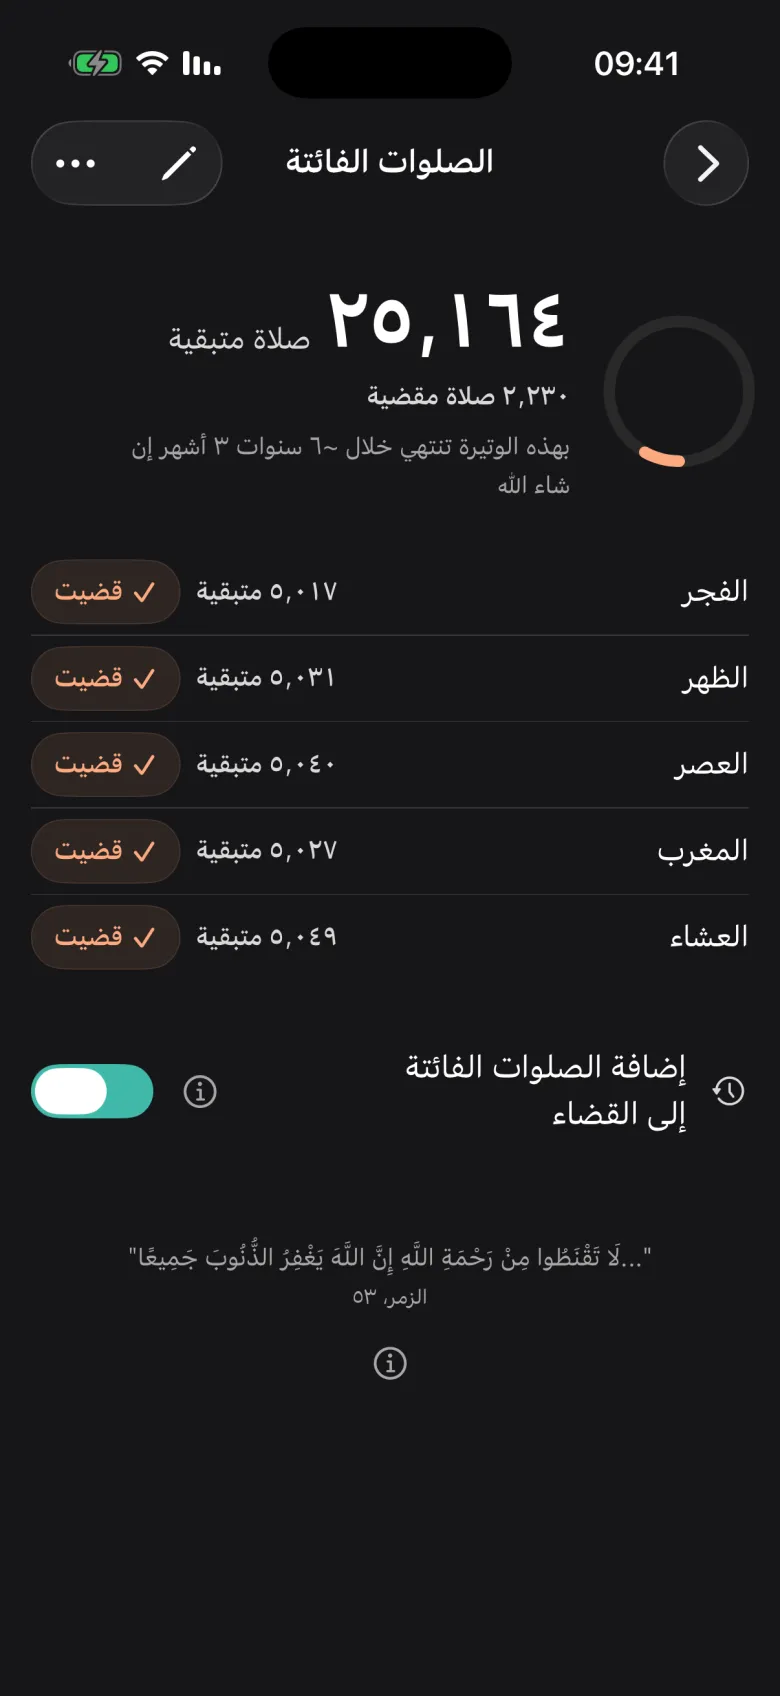 09:41
الصلوات الفائتة
٢٥,١٦٤ صلاة متبقية
٢,٢٣٠ صلاة مقضية
بهذه الوتيرة تنتهي خلال ~٦ سنوات ٣ أشهر إن
شاء الله
الفجر ٥,٠١٧ متبقية قضيت
الظهر ٥,٠٣١ متبقية قضيت
العصر ٥,٠٤٠ متبقية قضيت
المغرب ٥,٠٢٧ متبقية قضيت
العشاء ٥,٠٤٩ متبقية قضيت
إضافة الصلوات الفائتة
إلى القضاء
"...لَا تَقْنَطُوا مِنْ رَحْمَةِ اللَّهِ إِنَّ اللَّهَ يَغْفِرُ الذُّنُوبَ جَمِيعًا"
الزمر، ٥٣